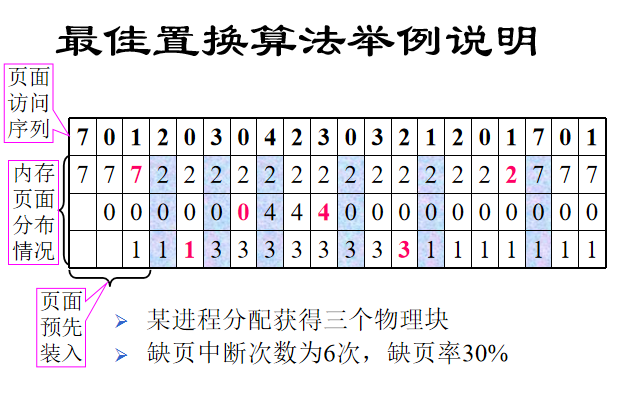 最佳置换算法举例说明
页面
访问
序列
7 0 1 2 0 3 0 4 2 3 0 3 2 1 2 0 1 7 0 1
内存
页面
分布
情况
7 7 7 2 2 2 2 2 2 2 2 2 2 2 2 2 2 7 7 7
0 0 0 0 0 0 4 4 4 0 0 0 0 0 0 0 0 0 0
1 1 1 3 3 3 3 3 3 3 3 1 1 1 1 1 1 1
页面
预先
装入
➢ 某进程分配获得三个物理块
➢ 缺页中断次数为6次，缺页率30%